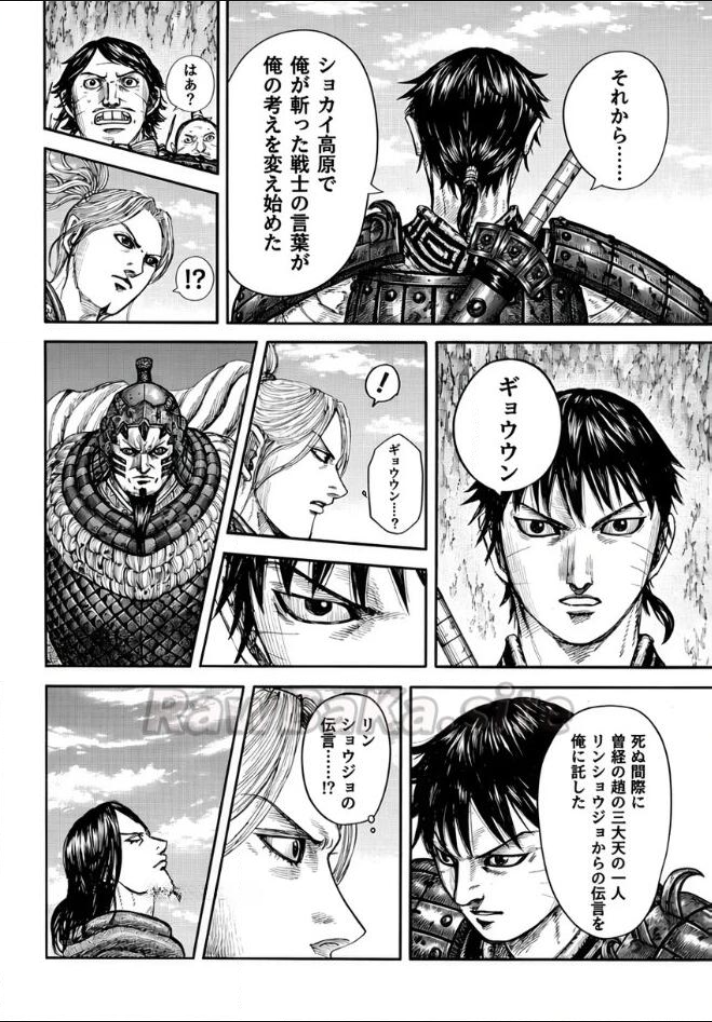 それから……
ショカイ高原で
俺が斬った戦士の言葉が
俺の考えを変え始めた
はあ?
!?
ギョウウン
!
ギョウウン……?
死ぬ間際に
曽経の趙の三大天の一人
リンショウジョからの伝言を
俺に託した
リン
ショウジョの
伝言……!?
RawSaKa.site